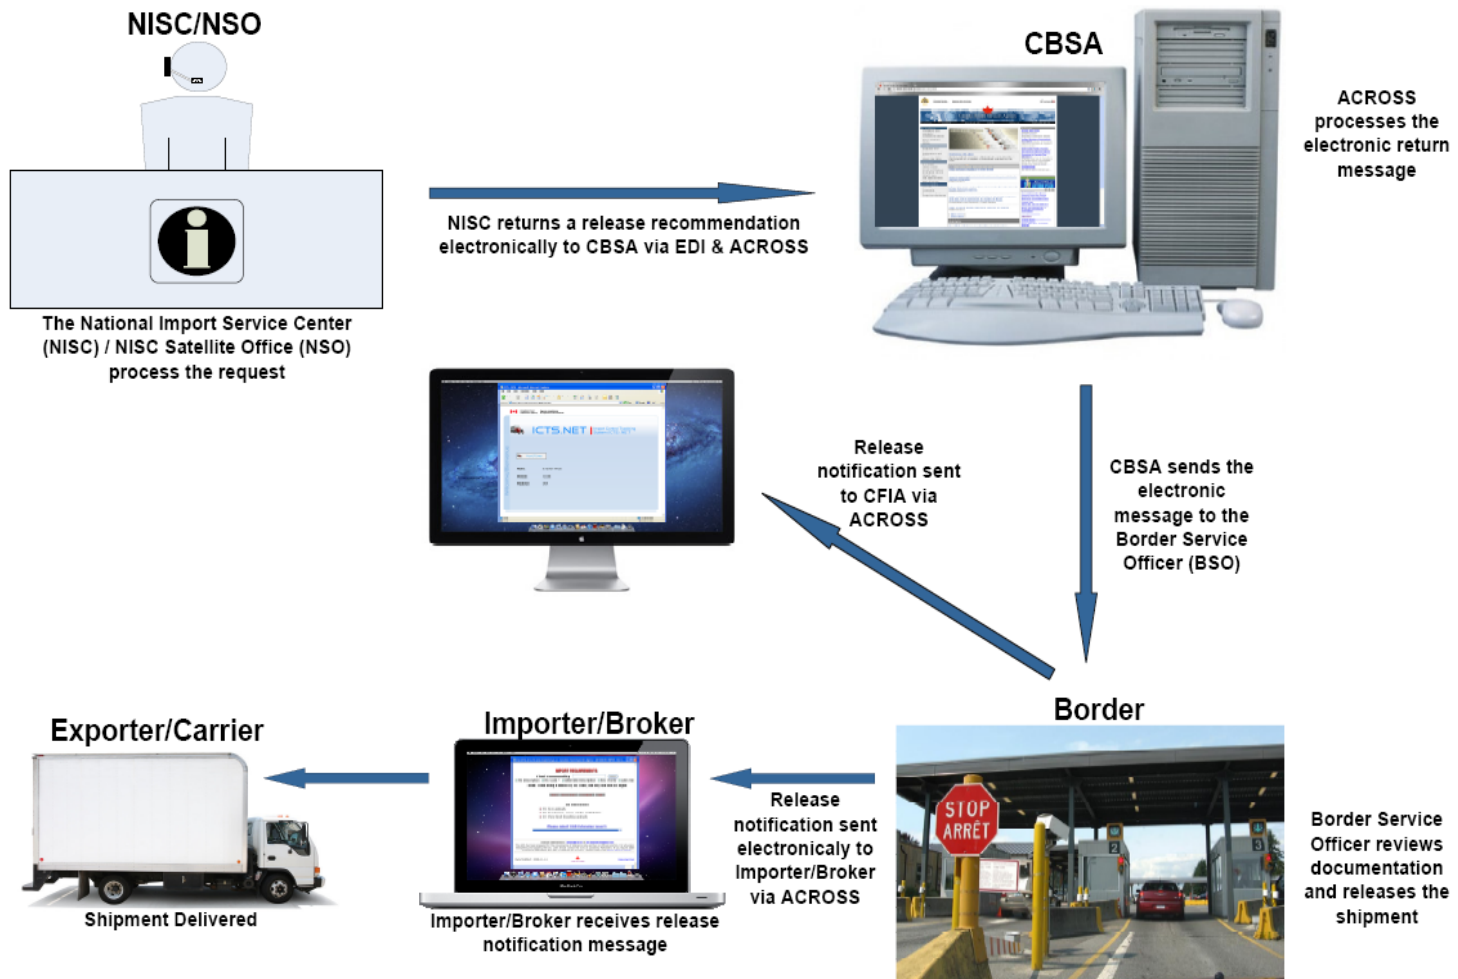 NISC/NSO
The National Import Service Center
(NISC) / NISC Satellite Office (NSO)
process the request
NISC returns a release recommendation
electronically to CBSA via EDI & ACROSS
CBSA
ACROSS
processes the
electronic return
message
ICTS.NET
Release
notification sent
to CFIA via
ACROSS
CBSA sends the
electronic
message to the
Border Service
Officer (BSO)
Exporter/Carrier
Shipment Delivered
Importer/Broker
Importer/Broker receives release
notification message
Release
notification sent
electronicaly to
Importer/Broker
via ACROSS
Border
STOP
ARRÊT
2
3
Border Service
Officer reviews
documentation
and releases the
shipment